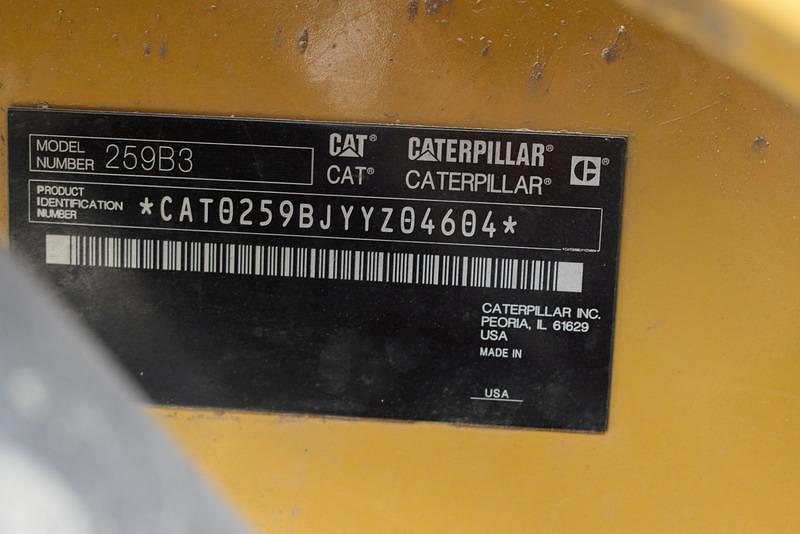 MODEL
NUMBER 259B3
CAT® CATERPILLAR®
CAT® CATERPILLAR®
PRODUCT
IDENTIFICATION
NUMBER
*CAT0259BJYYZ04604*
CATERPILLAR INC.
PEORIA, IL 61629
USA
MADE IN
USA